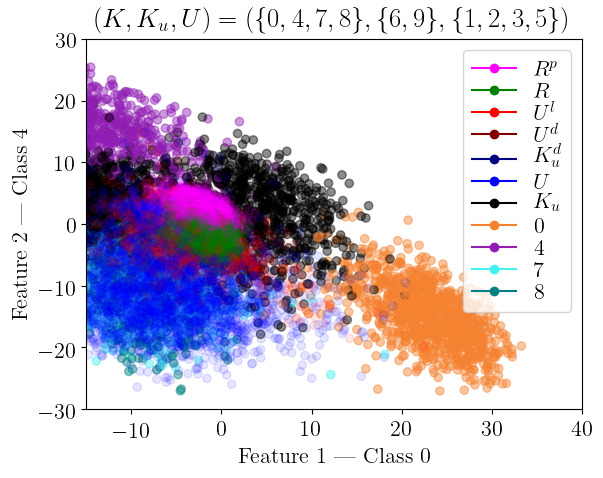 (K, K_u, U) = ({0, 4, 7, 8}, {6, 9}, {1, 2, 3, 5})
30
20
10
0
−10
−20
−30
Feature 2 — Class 4
−10
0
10
20
30
40
Feature 1 — Class 0
R^p
R
U^l
U^d
K_u^d
U
K_u
0
4
7
8